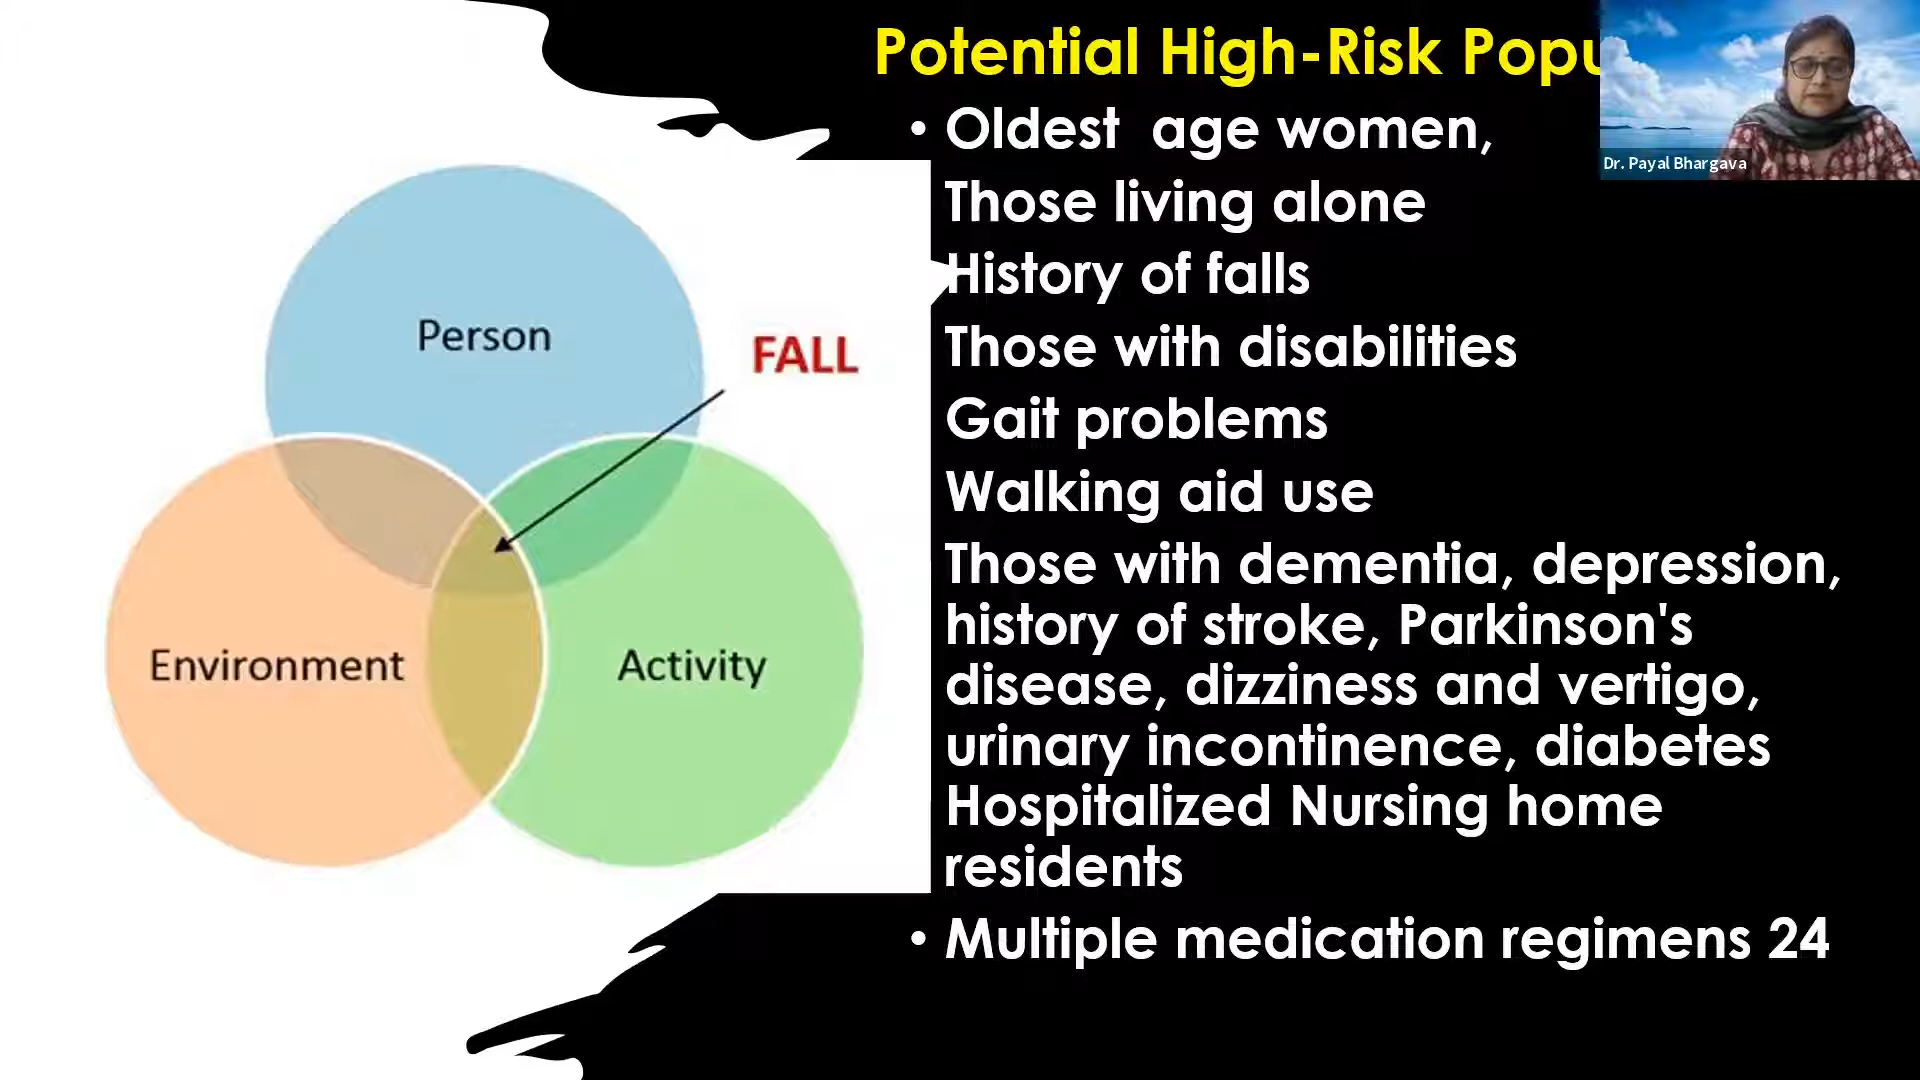 Potential High-Risk Popu
• Oldest age women,
Those living alone
History of falls
Those with disabilities
Gait problems
Walking aid use
Those with dementia, depression,
history of stroke, Parkinson's
disease, dizziness and vertigo,
urinary incontinence, diabetes
Hospitalized Nursing home
residents
• Multiple medication regimens 24
Person
FALL
Environment
Activity
Dr. Payal Bhargava